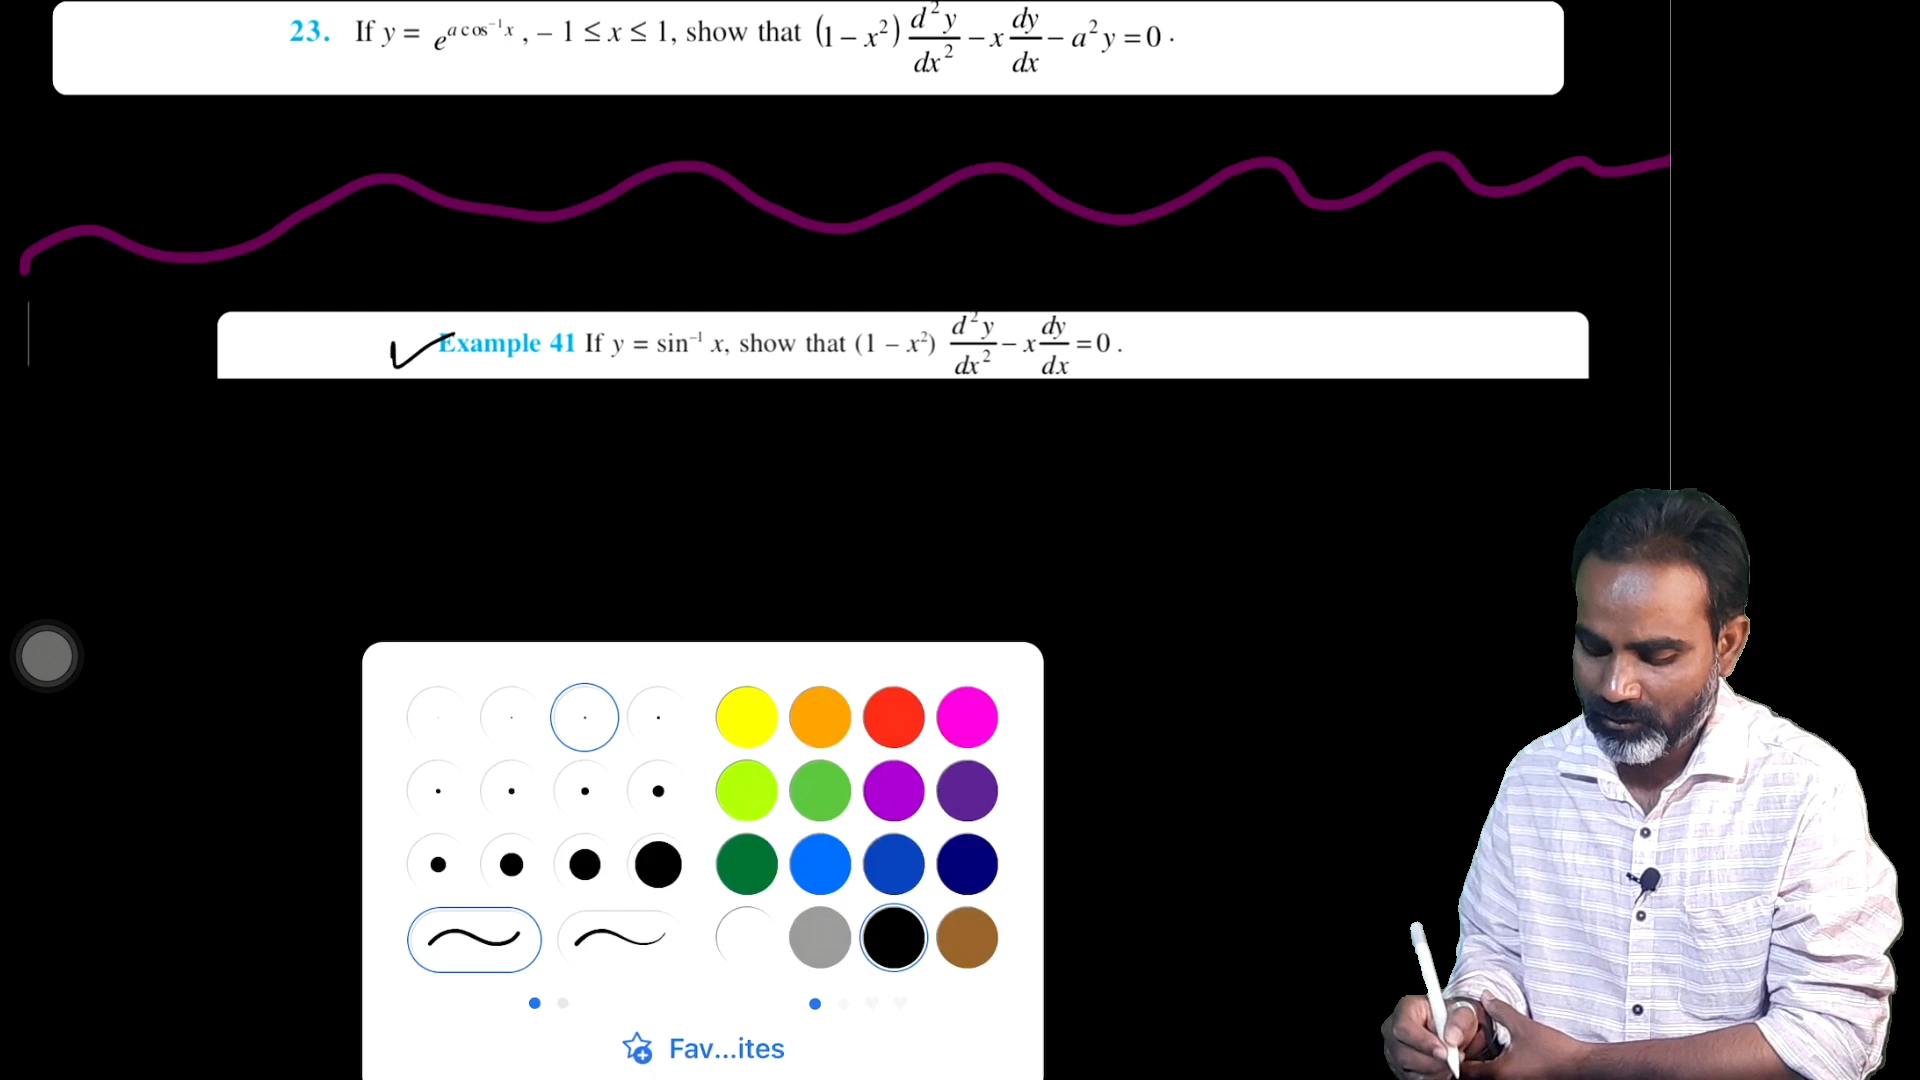 23. If y = e^{a cos^{-1} x}, – 1 ≤ x ≤ 1, show that (1 – x²) d²y/dx² – x dy/dx – a²y = 0 .
Example 41 If y = sin⁻¹ x, show that (1 – x²) d²y/dx² – x dy/dx = 0 .
Fav...ites